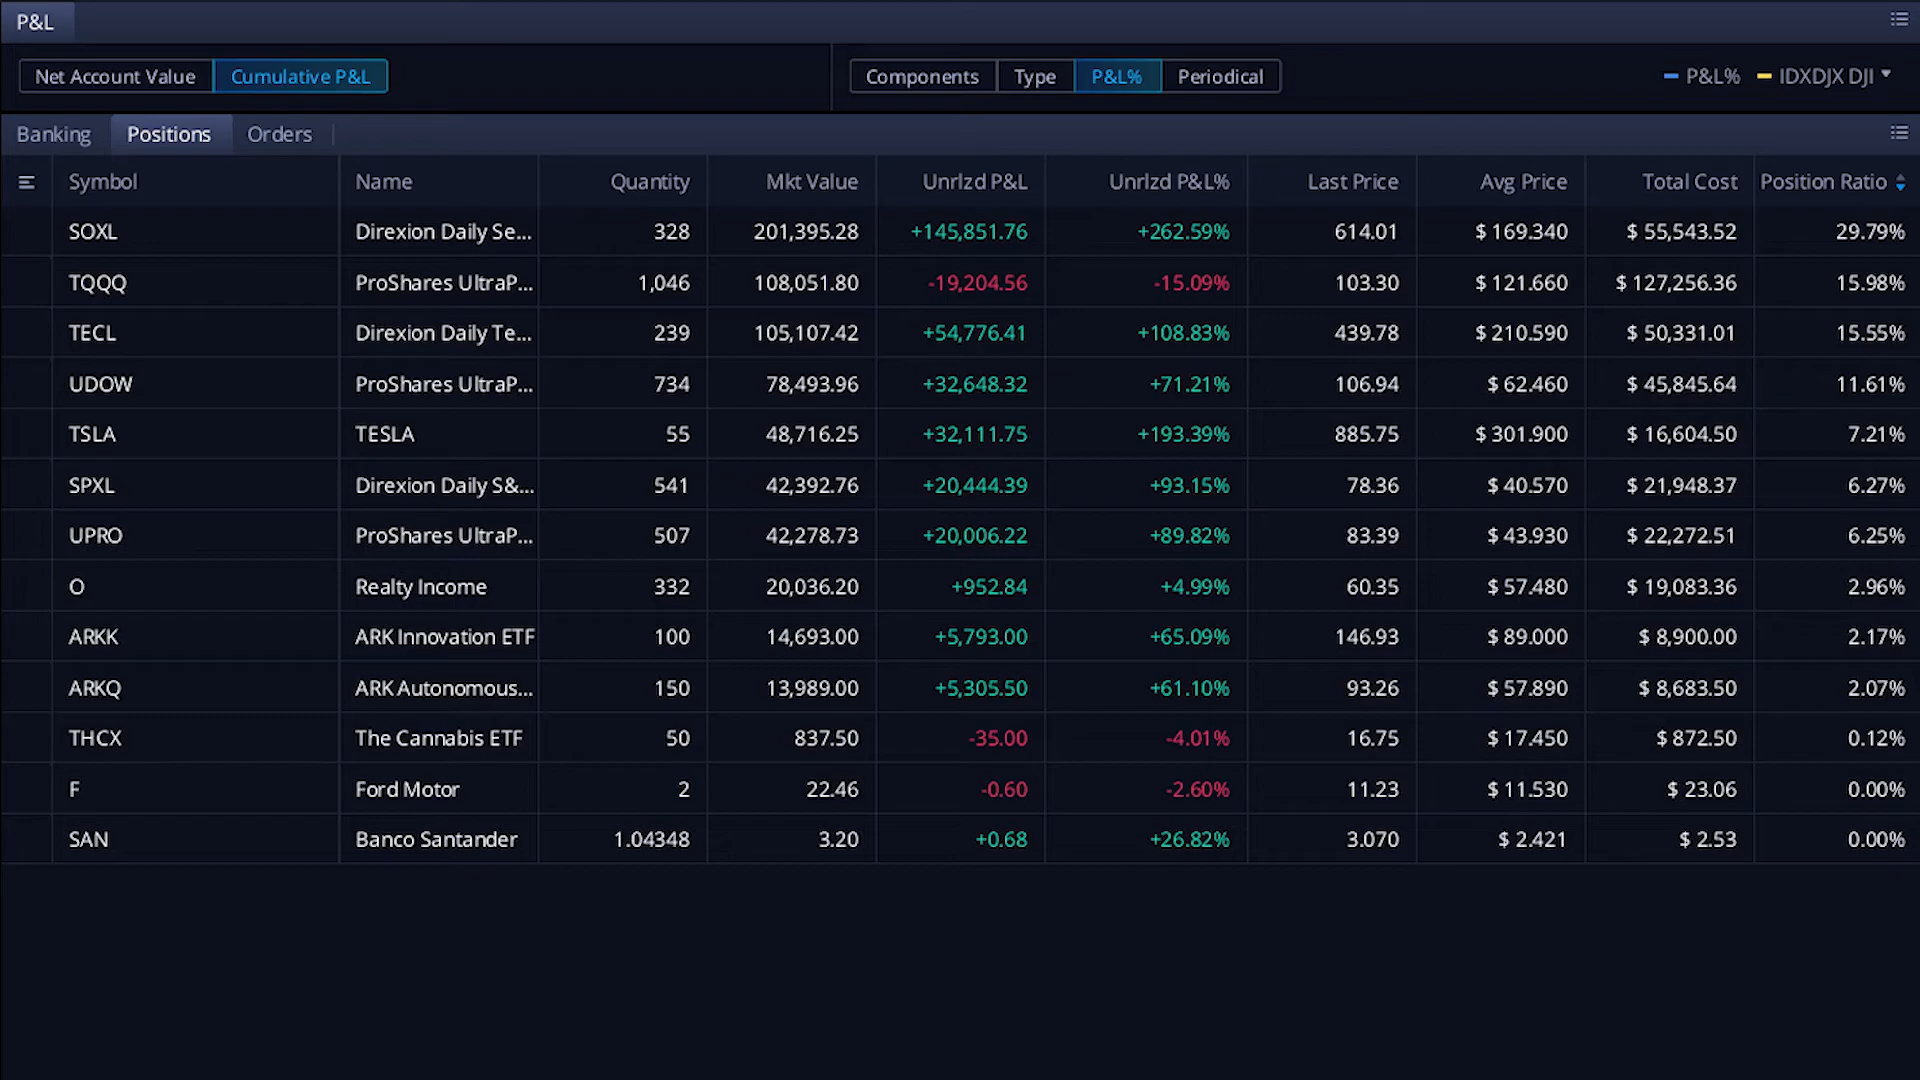 P&L
Net Account Value Cumulative P&L Components Type P&L% Periodical P&L% IDXDJX DJI
Banking Positions Orders
Symbol Name Quantity Mkt Value Unrlzd P&L Unrlzd P&L% Last Price Avg Price Total Cost Position Ratio
SOXL Direxion Daily Se... 328 201,395.28 +145,851.76 +262.59% 614.01 $ 169.340 $ 55,543.52 29.79%
TQQQ ProShares UltraP... 1,046 108,051.80 -19,204.56 -15.09% 103.30 $ 121.660 $ 127,256.36 15.98%
TECL Direxion Daily Te... 239 105,107.42 +54,776.41 +108.83% 439.78 $ 210.590 $ 50,331.01 15.55%
UDOW ProShares UltraP... 734 78,493.96 +32,648.32 +71.21% 106.94 $ 62.460 $ 45,845.64 11.61%
TSLA TESLA 55 48,716.25 +32,111.75 +193.39% 885.75 $ 301.900 $ 16,604.50 7.21%
SPXL Direxion Daily S&... 541 42,392.76 +20,444.39 +93.15% 78.36 $ 40.570 $ 21,948.37 6.27%
UPRO ProShares UltraP... 507 42,278.73 +20,006.22 +89.82% 83.39 $ 43.930 $ 22,272.51 6.25%
O Realty Income 332 20,036.20 +952.84 +4.99% 60.35 $ 57.480 $ 19,083.36 2.96%
ARKK ARK Innovation ETF 100 14,693.00 +5,793.00 +65.09% 146.93 $ 89.000 $ 8,900.00 2.17%
ARKQ ARK Autonomous... 150 13,989.00 +5,305.50 +61.10% 93.26 $ 57.890 $ 8,683.50 2.07%
THCX The Cannabis ETF 50 837.50 -35.00 -4.01% 16.75 $ 17.450 $ 872.50 0.12%
F Ford Motor 2 22.46 -0.60 -2.60% 11.23 $ 11.530 $ 23.06 0.00%
SAN Banco Santander 1.04348 3.20 +0.68 +26.82% 3.070 $ 2.421 $ 2.53 0.00%